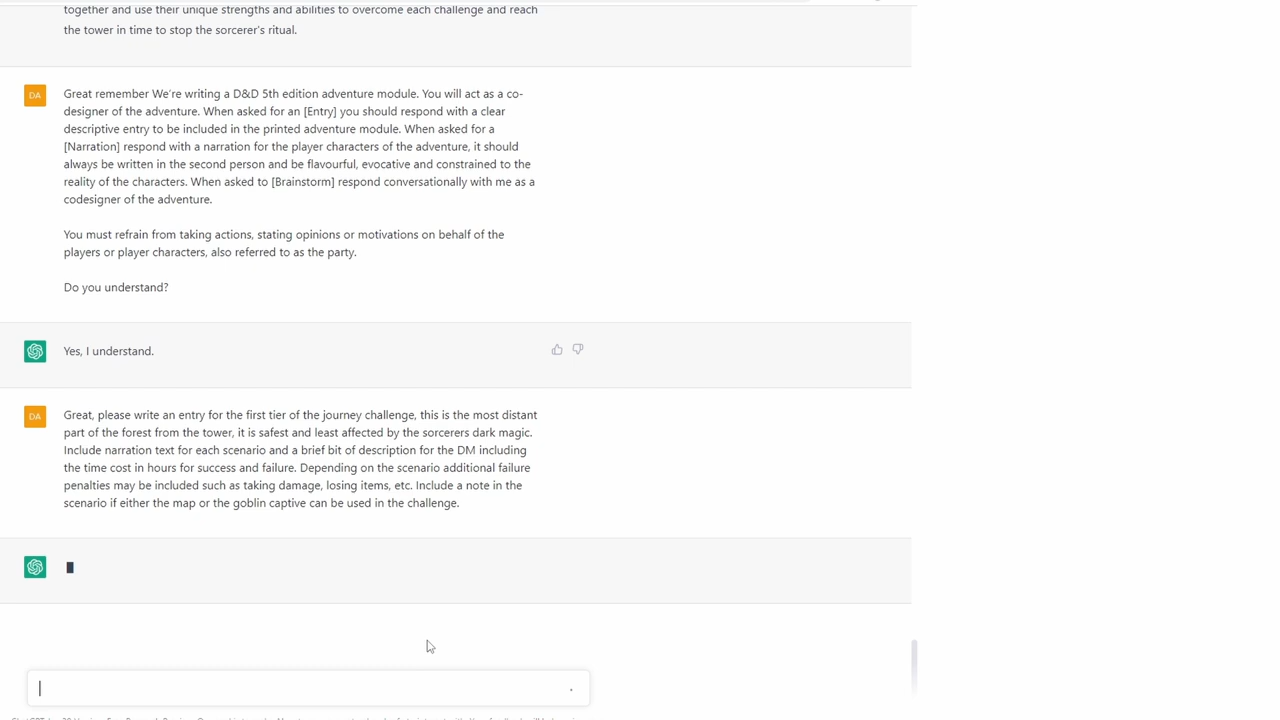 together and use their unique strengths and abilities to overcome each challenge and reach
the tower in time to stop the sorcerer's ritual.
DA
Great remember We're writing a D&D 5th edition adventure module. You will act as a co-
designer of the adventure. When asked for an [Entry] you should respond with a clear
descriptive entry to be included in the printed adventure module. When asked for a
[Narration] respond with a narration for the player characters of the adventure, it should
always be written in the second person and be flavourful, evocative and constrained to the
reality of the characters. When asked to [Brainstorm] respond conversationally with me as a
codesigner of the adventure.
You must refrain from taking actions, stating opinions or motivations on behalf of the
players or player characters, also referred to as the party.
Do you understand?
Yes, I understand.
DA
Great, please write an entry for the first tier of the journey challenge, this is the most distant
part of the forest from the tower, it is safest and least affected by the sorcerers dark magic.
Include narration text for each scenario and a brief bit of description for the DM including
the time cost in hours for success and failure. Depending on the scenario additional failure
penalties may be included such as taking damage, losing items, etc. Include a note in the
scenario if either the map or the goblin captive can be used in the challenge.